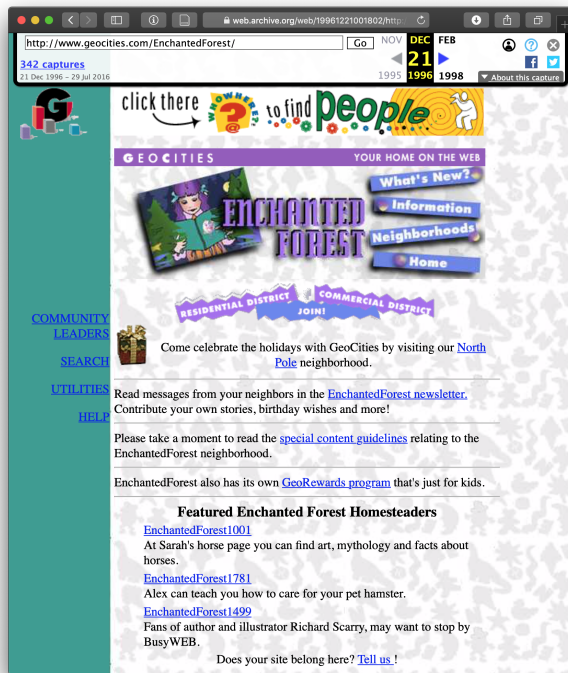 web.archive.org/web/19961221001802/http:
http://www.geocities.com/EnchantedForest/
Go
NOV
DEC
FEB
342 captures
21
21 Dec 1996 – 29 Jul 2016
1995
1996
1998
About this capture
G
click there
WHOWHERE?
to find
people
GEOCITIES
YOUR HOME ON THE WEB
ENCHANTED
FOREST
What's New?
Information
Neighborhoods
Home
RESIDENTIAL DISTRICT
COMMERCIAL DISTRICT
JOIN!
COMMUNITY
LEADERS
SEARCH
UTILITIES
HELP
Come celebrate the holidays with GeoCities by visiting our North
Pole neighborhood.
Read messages from your neighbors in the EnchantedForest newsletter.
Contribute your own stories, birthday wishes and more!
Please take a moment to read the special content guidelines relating to the
EnchantedForest neighborhood.
EnchantedForest also has its own GeoRewards program that's just for kids.
Featured Enchanted Forest Homesteaders
EnchantedForest1001
At Sarah's horse page you can find art, mythology and facts about
horses.
EnchantedForest1781
Alex can teach you how to care for your pet hamster.
EnchantedForest1499
Fans of author and illustrator Richard Scarry, may want to stop by
BusyWEB.
Does your site belong here? Tell us !